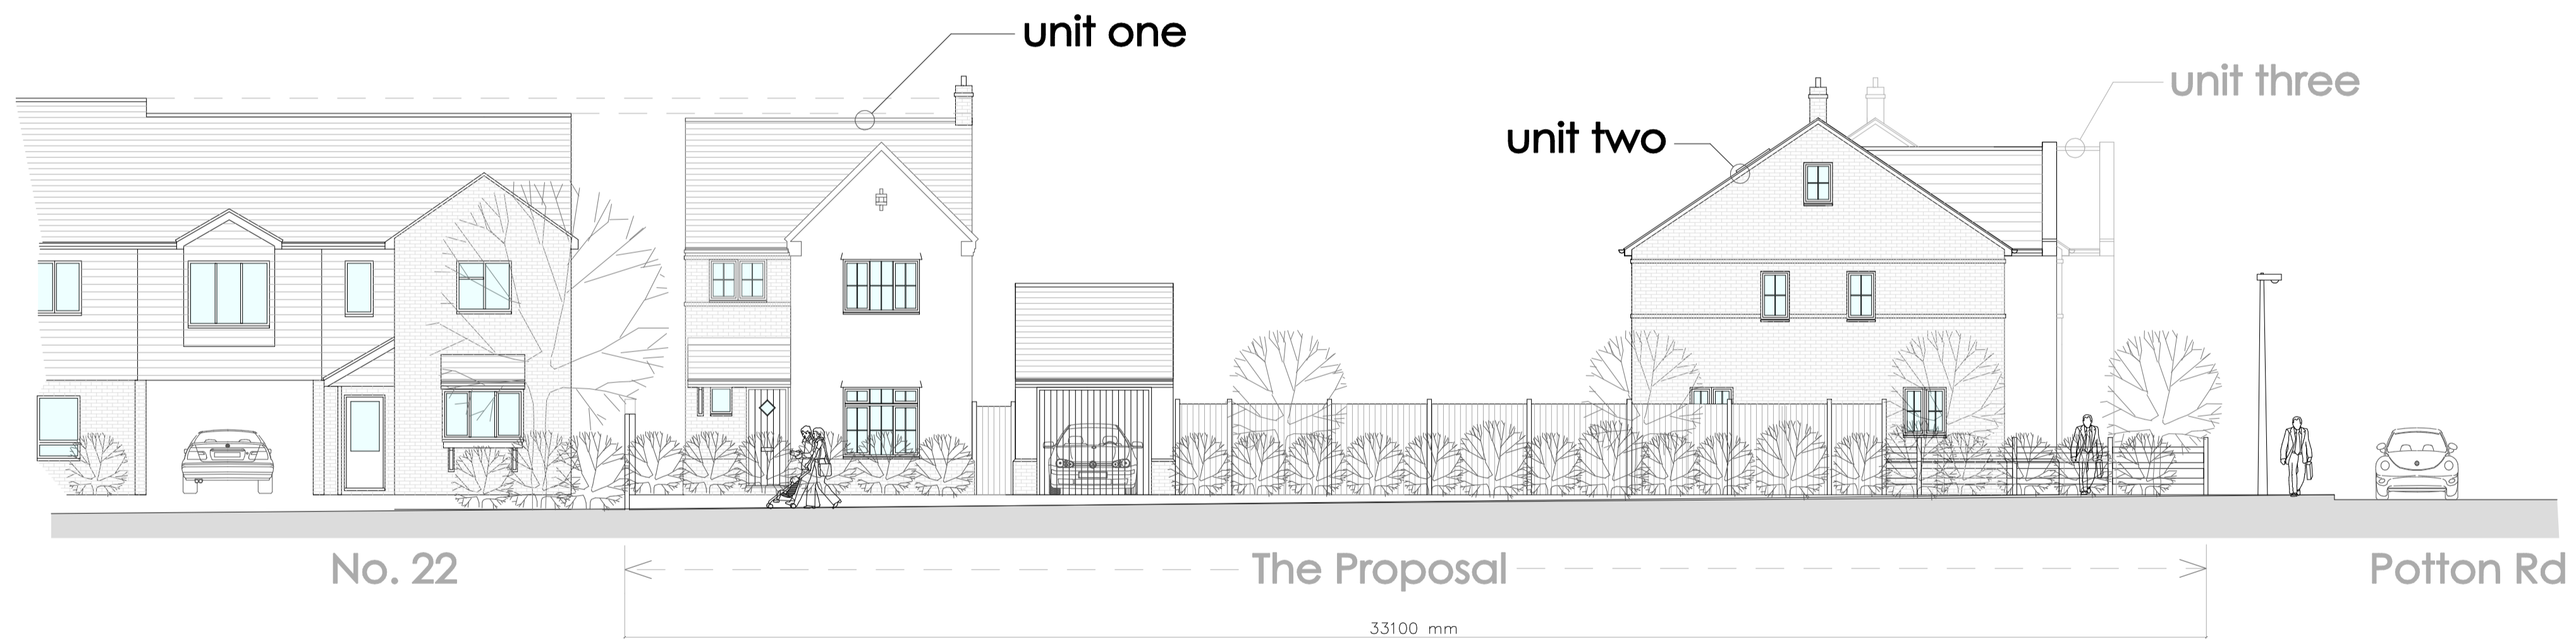 unit one
unit three
unit two
No. 22
The Proposal
Potton Rd
33100 mm